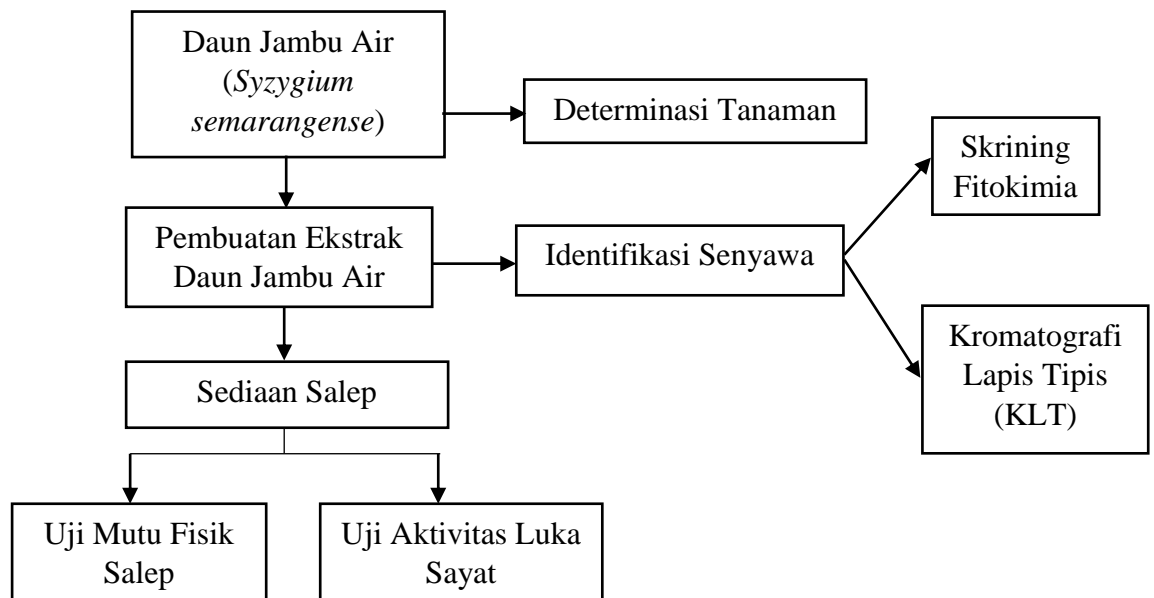 Daun Jambu Air
(Syzygium
semarangense)
Determinasi Tanaman
Skrining
Fitokimia
Pembuatan Ekstrak
Daun Jambu Air
Identifikasi Senyawa
Kromatografi
Lapis Tipis
(KLT)
Sediaan Salep
Uji Mutu Fisik
Salep
Uji Aktivitas Luka
Sayat